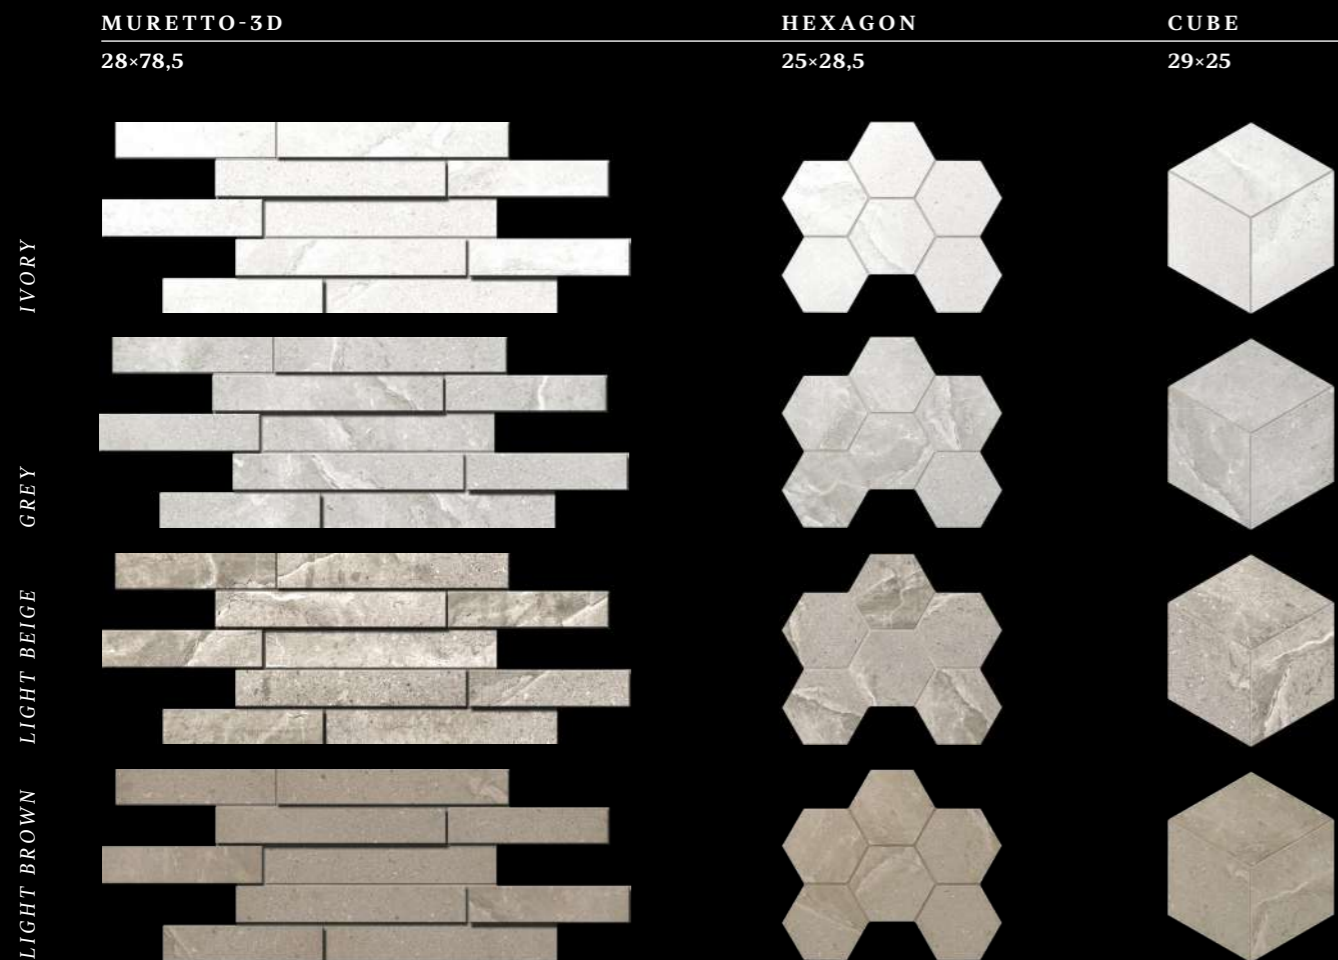 MURETTO-3D
HEXAGON
CUBE
28×78,5
25×28,5
29×25
IVORY
GREY
LIGHT BEIGE
LIGHT BROWN